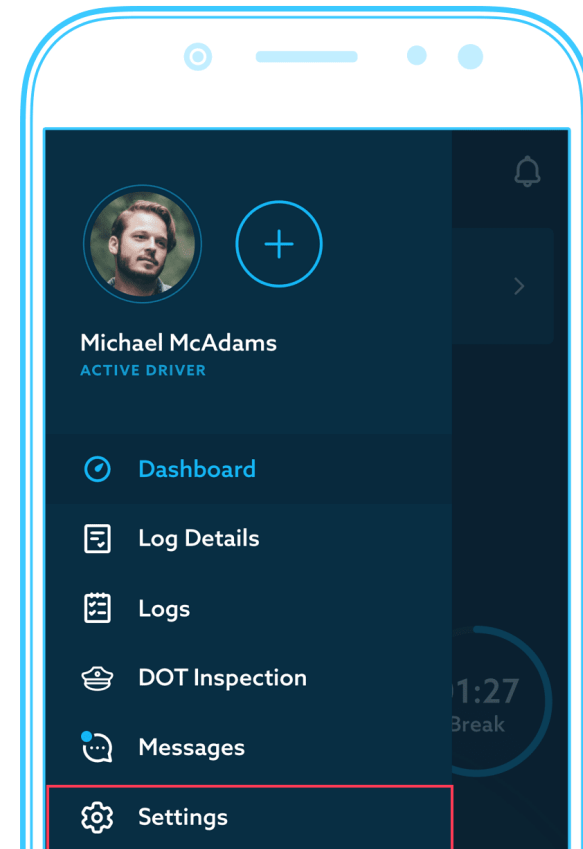 Michael McAdams
ACTIVE DRIVER
Dashboard
Log Details
Logs
DOT Inspection
Messages
Settings
1:27
Break